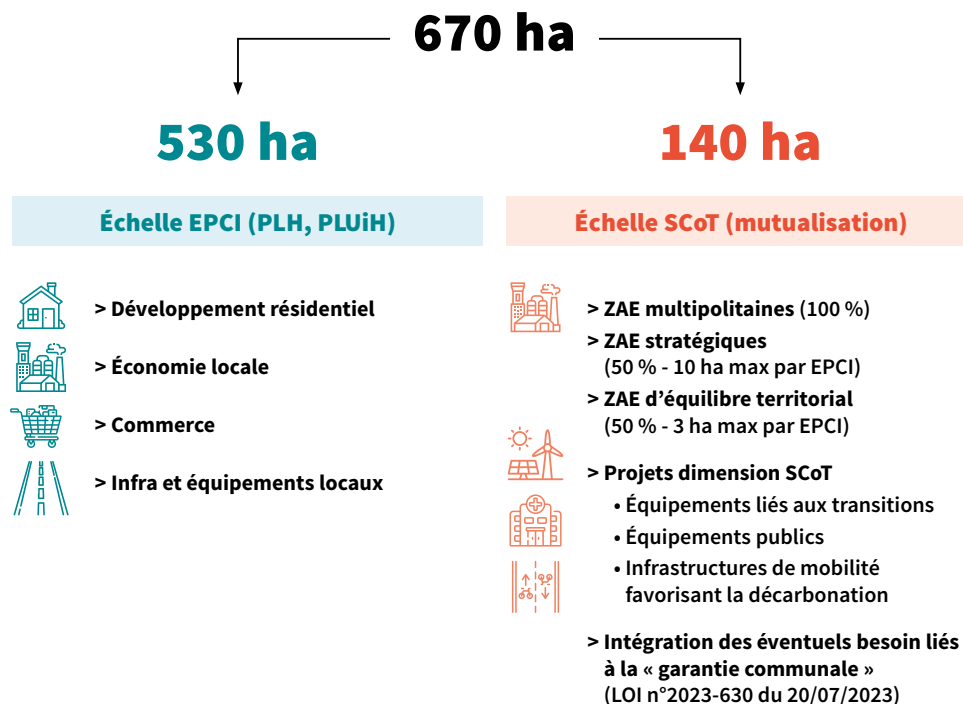 670 ha
530 ha
Échelle EPCI (PLH, PLUiH)
> Développement résidentiel
> Économie locale
> Commerce
> Infra et équipements locaux
140 ha
Échelle SCoT (mutualisation)
> ZAE multipolitaines (100 %)
> ZAE stratégiques
(50 % - 10 ha max par EPCI)
> ZAE d’équilibre territorial
(50 % - 3 ha max par EPCI)
> Projets dimension SCoT
• Équipements liés aux transitions
• Équipements publics
• Infrastructures de mobilité
favorisant la décarbonation
> Intégration des éventuels besoin liés
à la « garantie communale »
(LOI n°2023-630 du 20/07/2023)